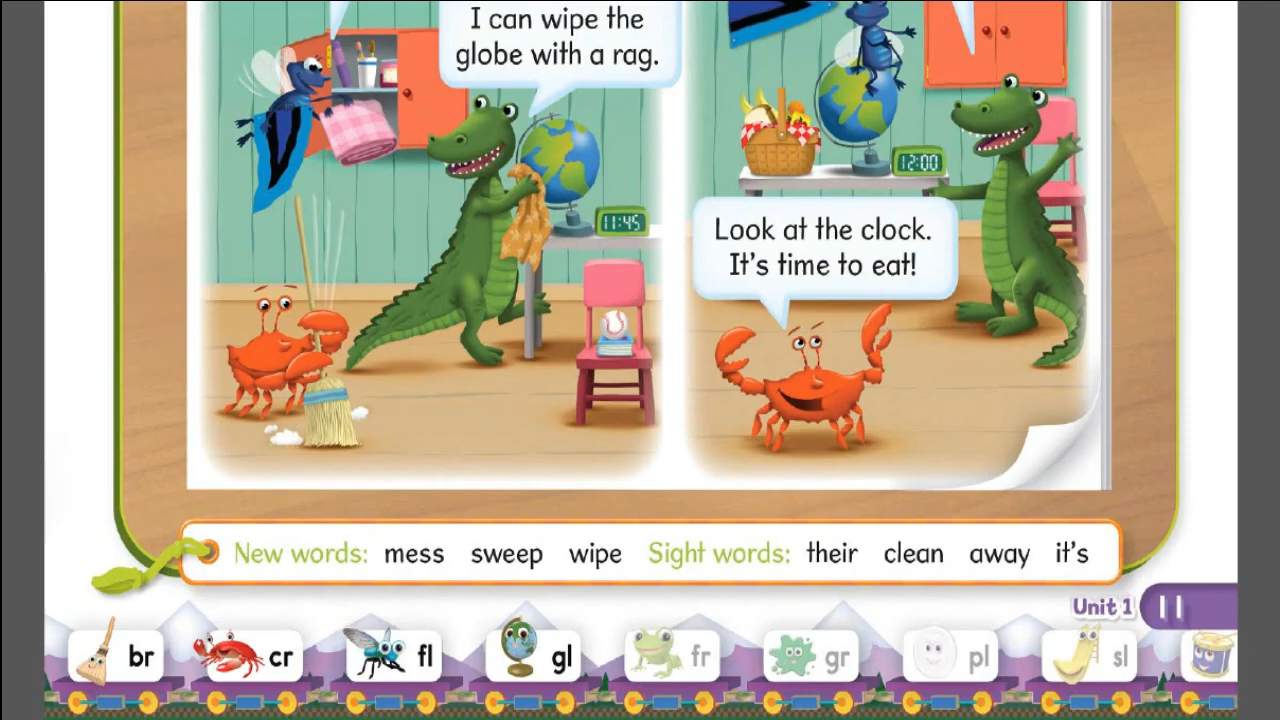 I can wipe the
globe with a rag.
11:45
12:00
Look at the clock.
It's time to eat!
New words: mess sweep wipe Sight words: their clean away it's
Unit 1 11
br cr fl gl fr gr pl sl